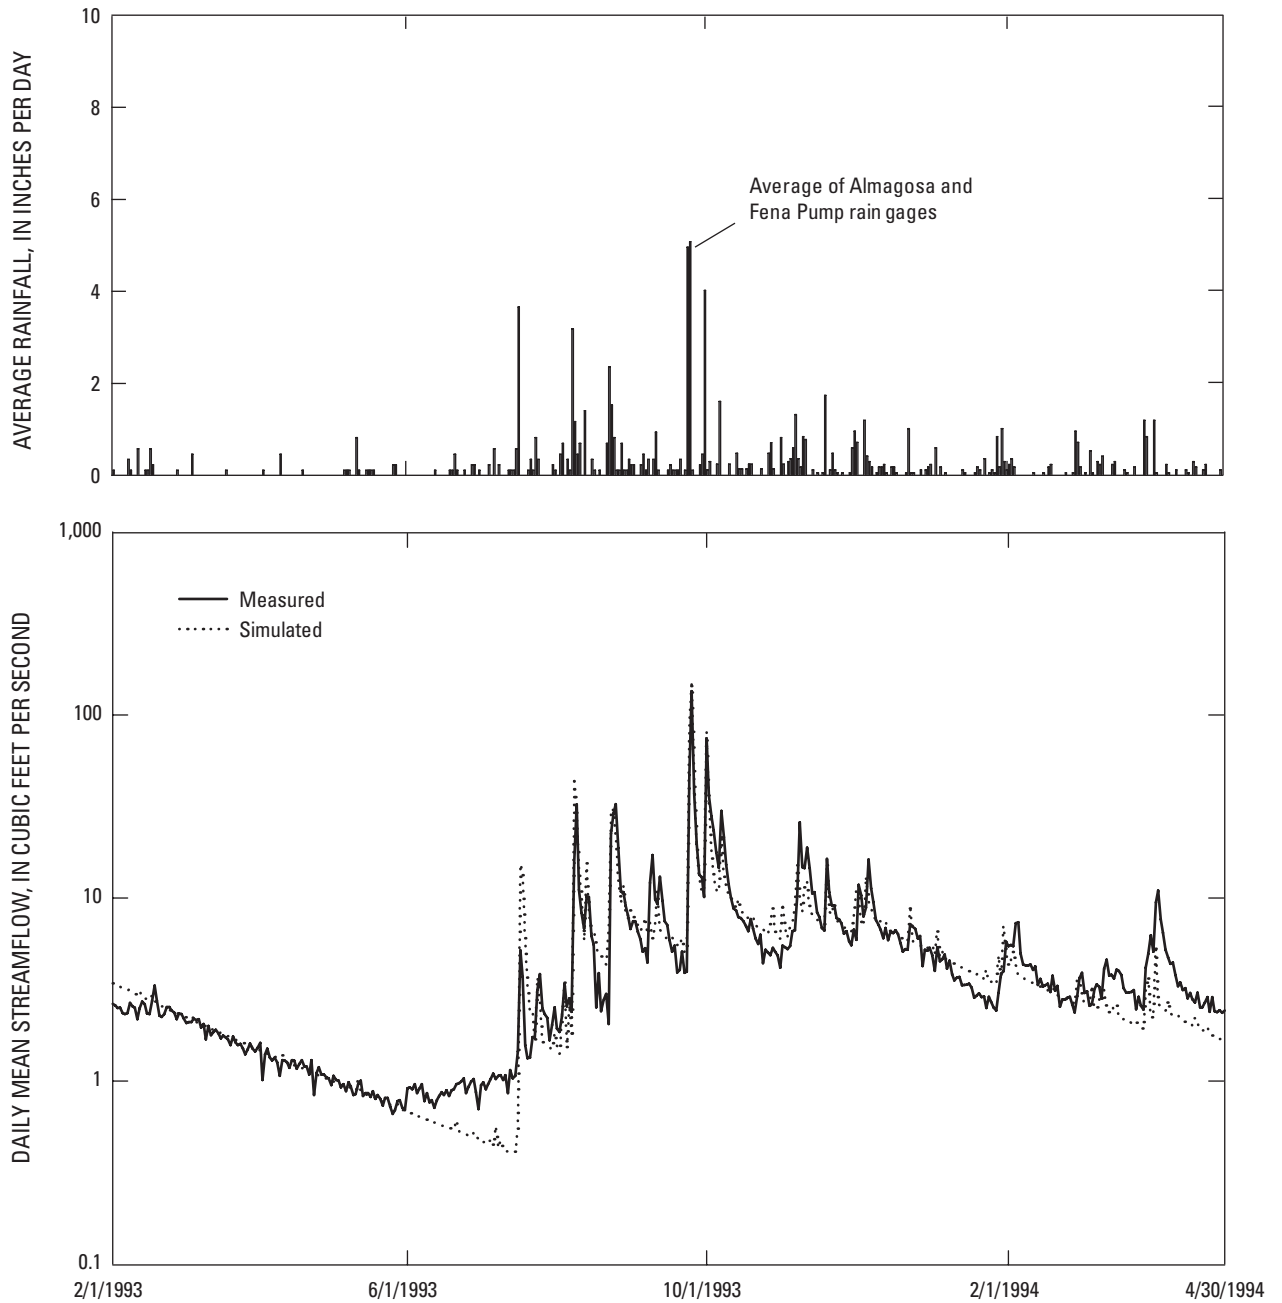 AVERAGE RAINFALL, IN INCHES PER DAY
10
8
6
4
2
0
Average of Almagosa and
Fena Pump rain gages
DAILY MEAN STREAMFLOW, IN CUBIC FEET PER SECOND
1,000
100
10
1
0.1
Measured
Simulated
2/1/1993
6/1/1993
10/1/1993
2/1/1994
4/30/1994